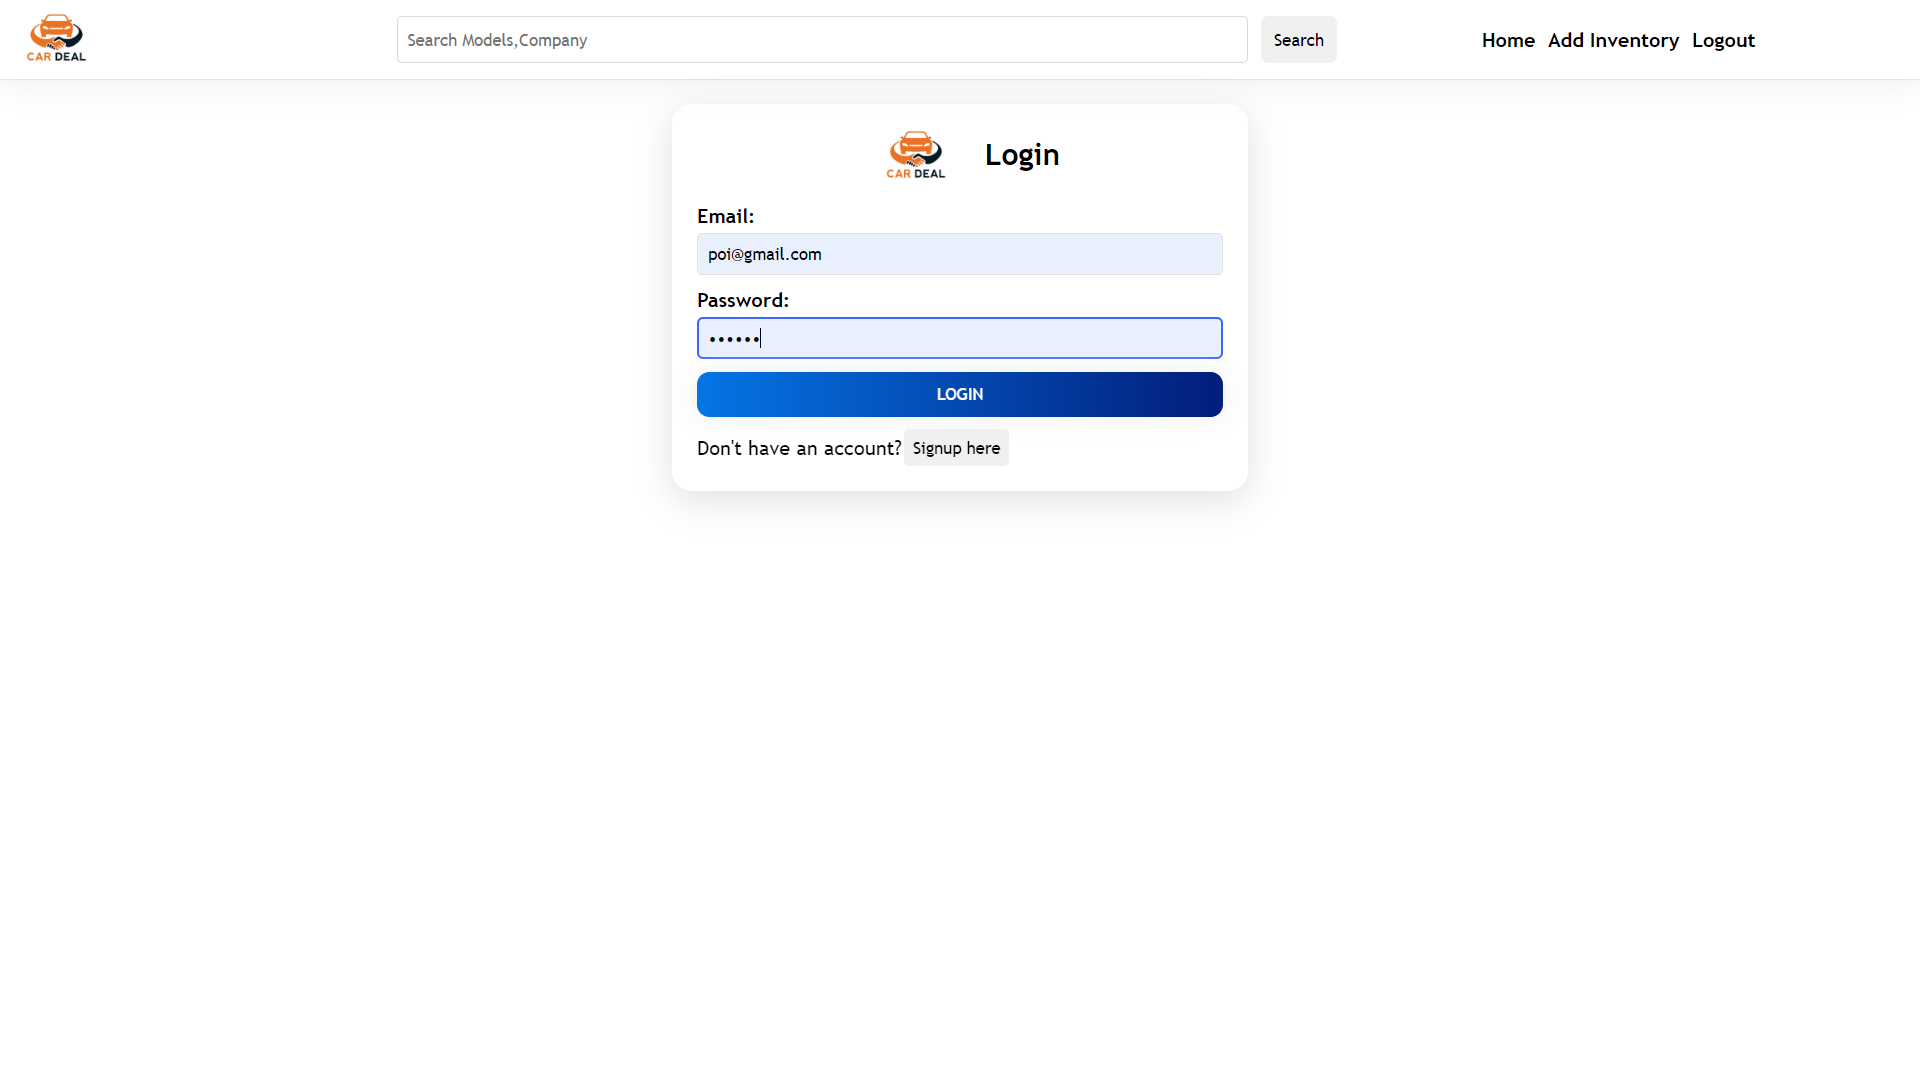 CAR DEAL
Search Models,Company
Search
Home Add Inventory Logout
CAR DEAL
Login
Email:
poi@gmail.com
Password:
••••••
LOGIN
Don't have an account? Signup here